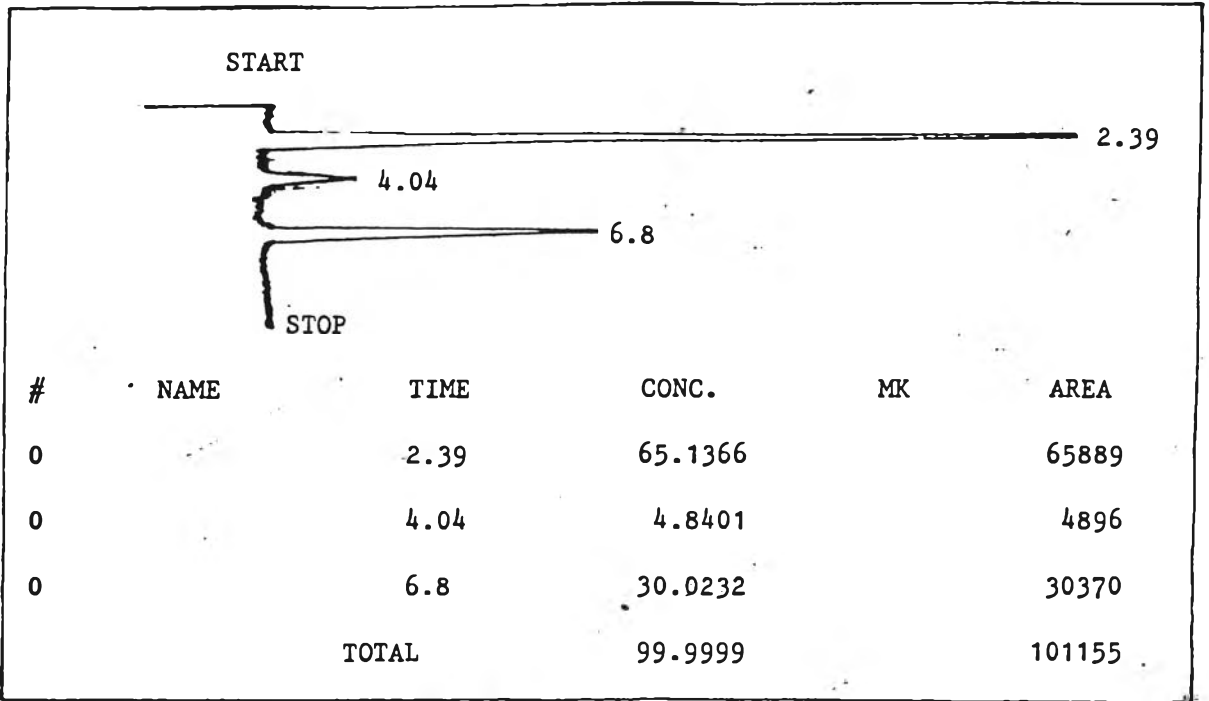 START
2.39
4.04
6.8
STOP
# NAME TIME CONC. MK AREA
0 2.39 65.1366 65889
0 4.04 4.8401 4896
0 6.8 30.0232 30370
TOTAL 99.9999 101155